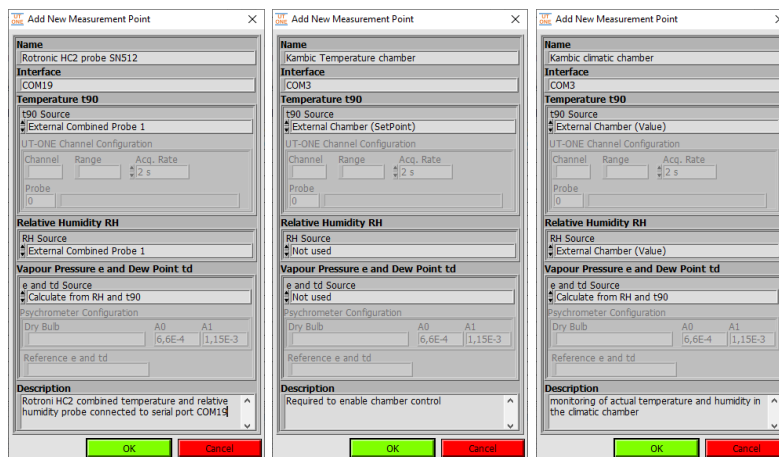 UT ONE Add New Measurement Point
Name
Rotronic HC2 probe SN512
Interface
COM19
Temperature t90
t90 Source
External Combined Probe 1
UT-ONE Channel Configuration
Channel Range Acq. Rate
2 s
Probe
0
Relative Humidity RH
RH Source
External Combined Probe 1
Vapour Pressure e and Dew Point td
e and td Source
Calculate from RH and t90
Psychrometer Configuration
Dry Bulb A0 A1
6,6E-4 1,15E-3
Reference e and td
Description
Rotroni HC2 combined temperature and relative
humidity probe connected to serial port COM19
OK Cancel
UT ONE Add New Measurement Point
Name
Kambic Temperature chamber
Interface
COM3
Temperature t90
t90 Source
External Chamber (SetPoint)
UT-ONE Channel Configuration
Channel Range Acq. Rate
2 s
Probe
0
Relative Humidity RH
RH Source
Not used
Vapour Pressure e and Dew Point td
e and td Source
Not used
Psychrometer Configuration
Dry Bulb A0 A1
6,6E-4 1,15E-3
Reference e and td
Description
Required to enable chamber control
OK Cancel
UT ONE Add New Measurement Point
Name
Kambic climatic chamber
Interface
COM3
Temperature t90
t90 Source
External Chamber (Value)
UT-ONE Channel Configuration
Channel Range Acq. Rate
2 s
Probe
0
Relative Humidity RH
RH Source
External Chamber (Value)
Vapour Pressure e and Dew Point td
e and td Source
Calculate from RH and t90
Psychrometer Configuration
Dry Bulb A0 A1
6,6E-4 1,15E-3
Reference e and td
Description
monitoring of actual temperature and humidity in
the climatic chamber
OK Cancel